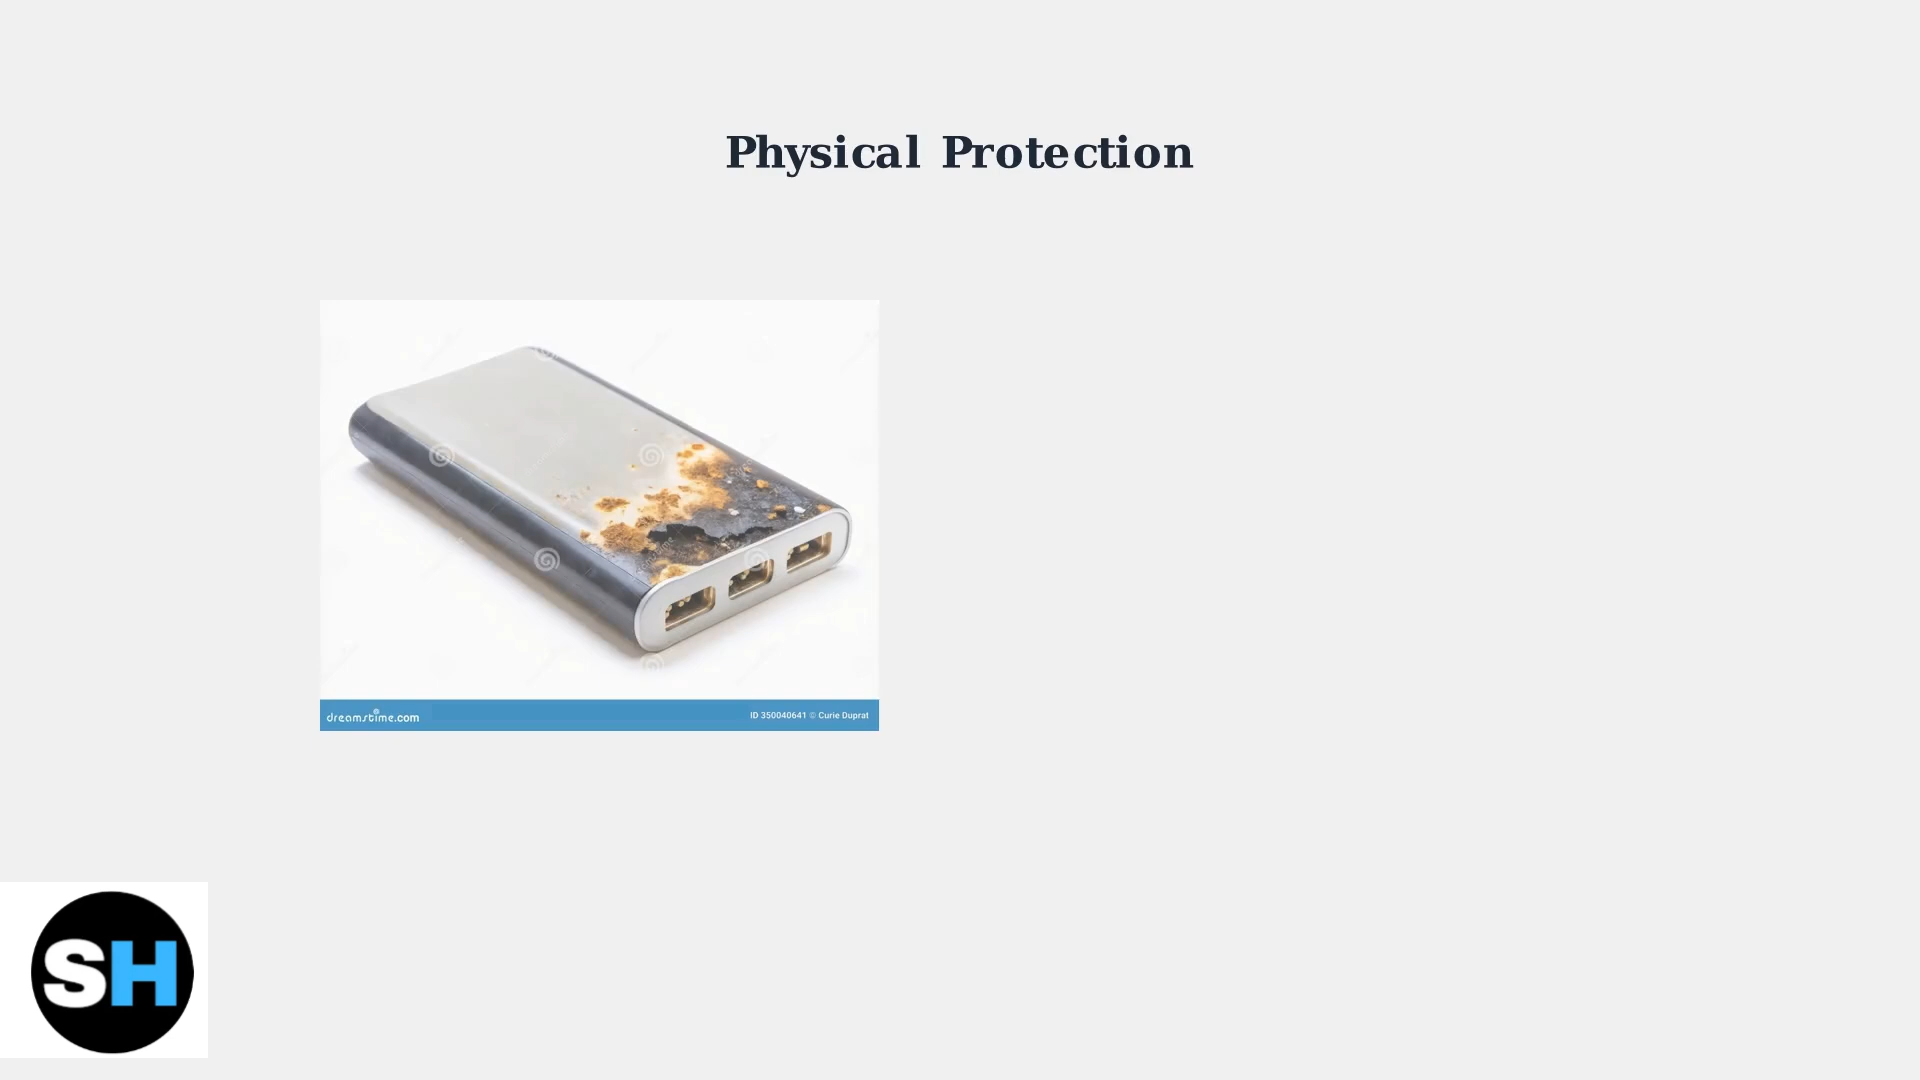 Physical Protection
dreamstime.com
ID 350040641 © Curie Duprat
SH